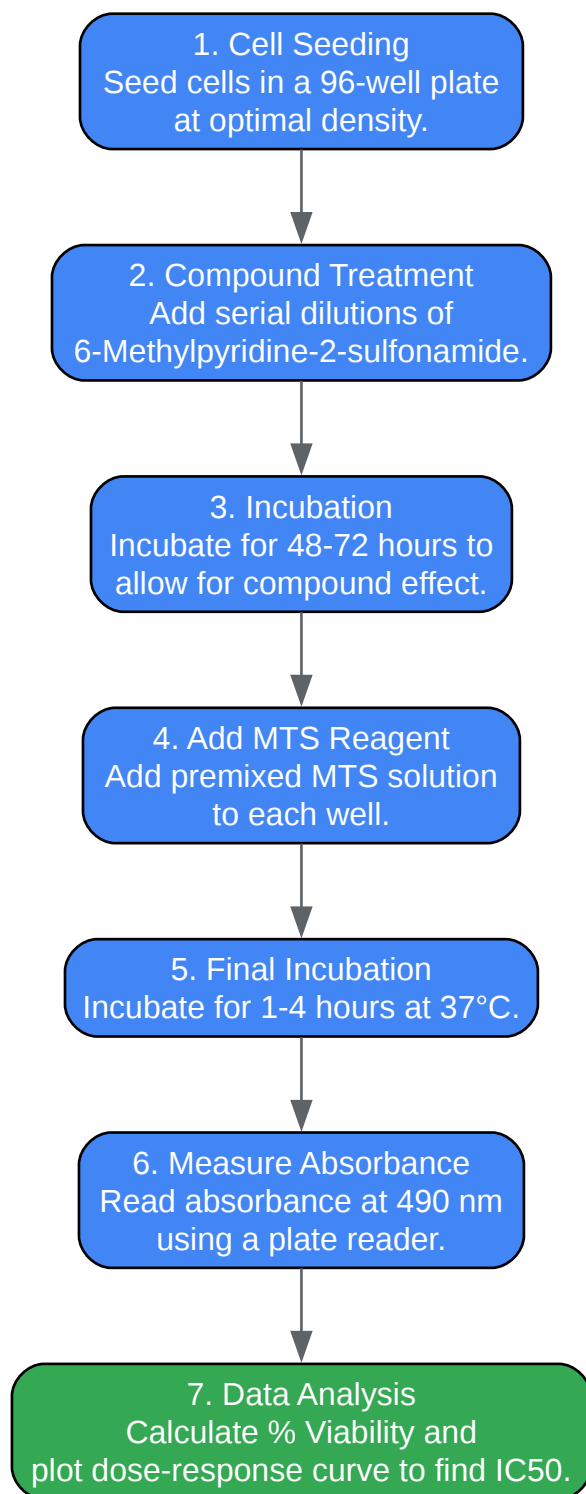 1. Cell Seeding
Seed cells in a 96-well plate
at optimal density.
2. Compound Treatment
Add serial dilutions of
6-Methylpyridine-2-sulfonamide.
3. Incubation
Incubate for 48-72 hours to
allow for compound effect.
4. Add MTS Reagent
Add premixed MTS solution
to each well.
5. Final Incubation
Incubate for 1-4 hours at 37°C.
6. Measure Absorbance
Read absorbance at 490 nm
using a plate reader.
7. Data Analysis
Calculate % Viability and
plot dose-response curve to find IC50.